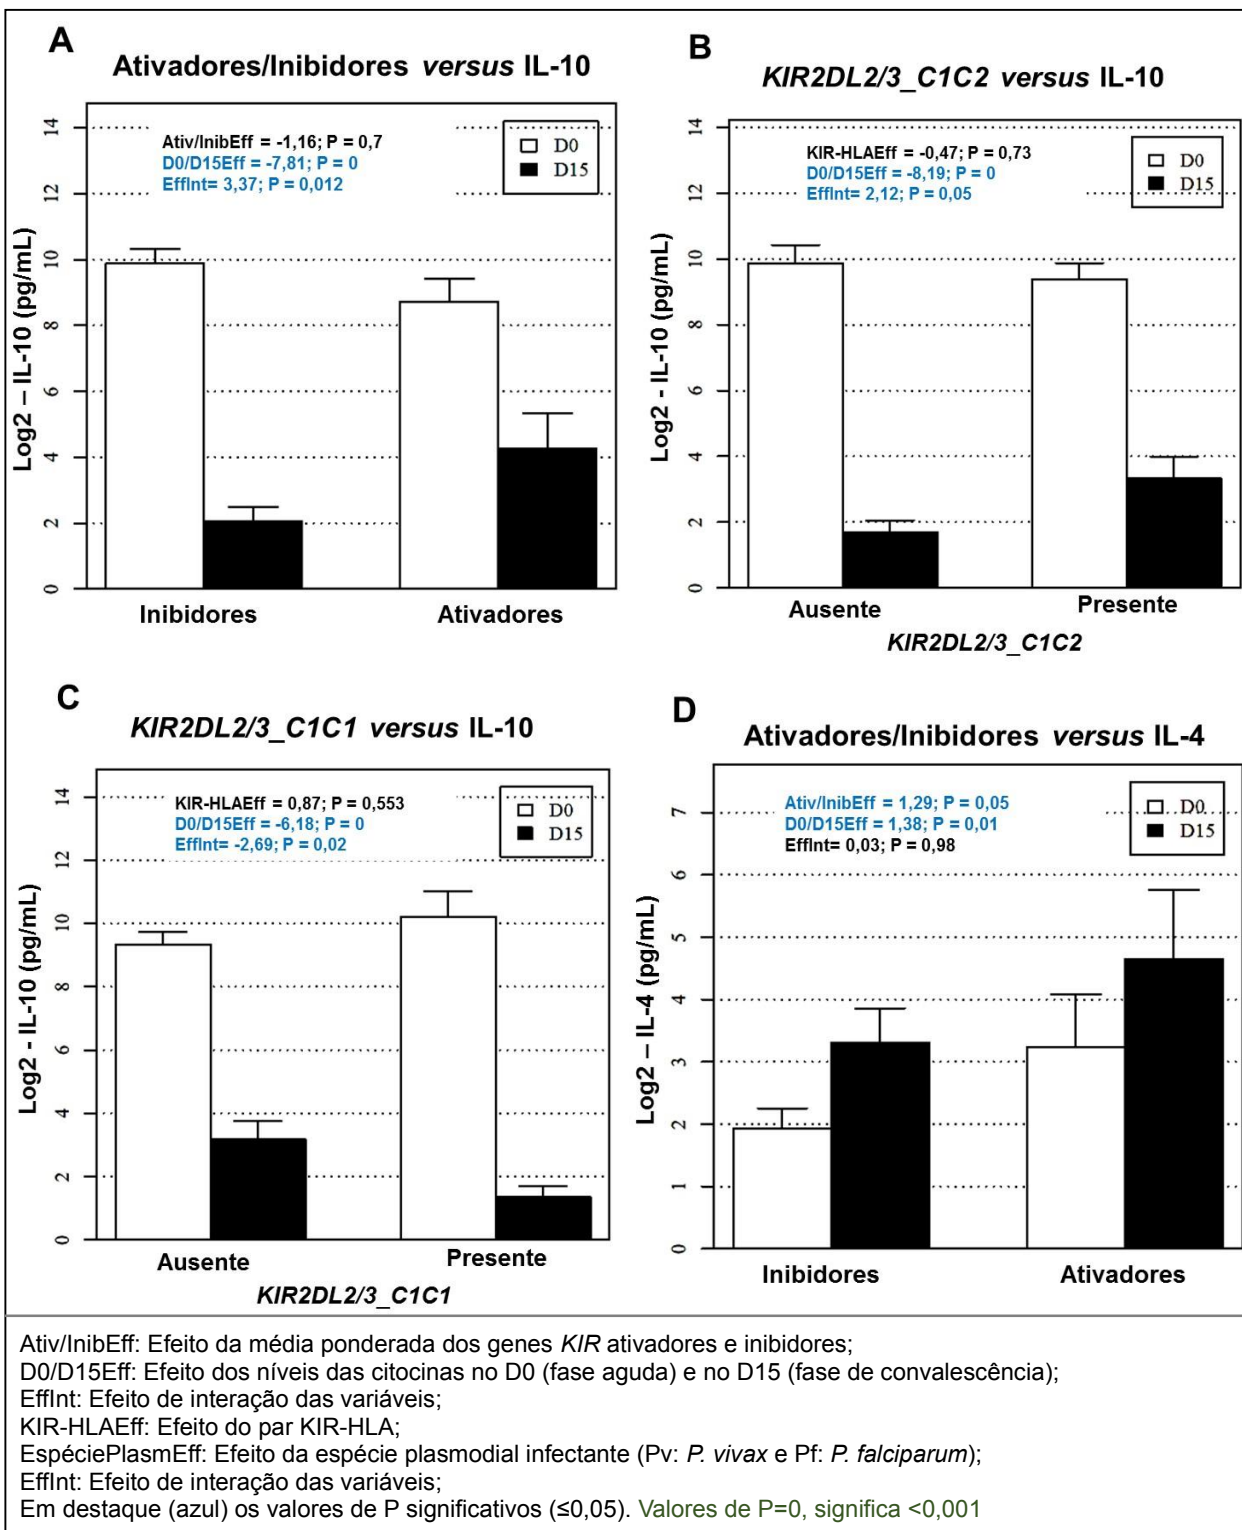 A
Ativadores/Inibidores versus IL-10
Log2 – IL-10 (pg/mL)
14
12
10
8
6
4
2
0
Ativ/InibEff = -1,16; P = 0,7
D0/D15Eff = -7,81; P = 0
EffInt= 3,37; P = 0,012
D0
D15
Inibidores
Ativadores
B
KIR2DL2/3_C1C2 versus IL-10
Log2 - IL-10 (pg/mL)
14
12
10
8
6
4
2
0
KIR-HLAEff = -0,47; P = 0,73
D0/D15Eff = -8,19; P = 0
EffInt= 2,12; P = 0,05
D0
D15
Ausente
Presente
KIR2DL2/3_C1C2
C
KIR2DL2/3_C1C1 versus IL-10
Log2 - IL-10 (pg/mL)
14
12
10
8
6
4
2
0
KIR-HLAEff = 0,87; P = 0,553
D0/D15Eff = -6,18; P = 0
EffInt= -2,69; P = 0,02
D0
D15
Ausente
Presente
KIR2DL2/3_C1C1
D
Ativadores/Inibidores versus IL-4
Log2 – IL-4 (pg/mL)
7
6
5
4
3
2
1
0
Ativ/InibEff = 1,29; P = 0,05
D0/D15Eff = 1,38; P = 0,01
EffInt= 0,03; P = 0,98
D0
D15
Inibidores
Ativadores
Ativ/InibEff: Efeito da média ponderada dos genes KIR ativadores e inibidores;
D0/D15Eff: Efeito dos níveis das citocinas no D0 (fase aguda) e no D15 (fase de convalescência);
EffInt: Efeito de interação das variáveis;
KIR-HLAEff: Efeito do par KIR-HLA;
EspéciePlasmEff: Efeito da espécie plasmodial infectante (Pv: P. vivax e Pf: P. falciparum);
EffInt: Efeito de interação das variáveis;
Em destaque (azul) os valores de P significativos (≤0,05). Valores de P=0, significa <0,001